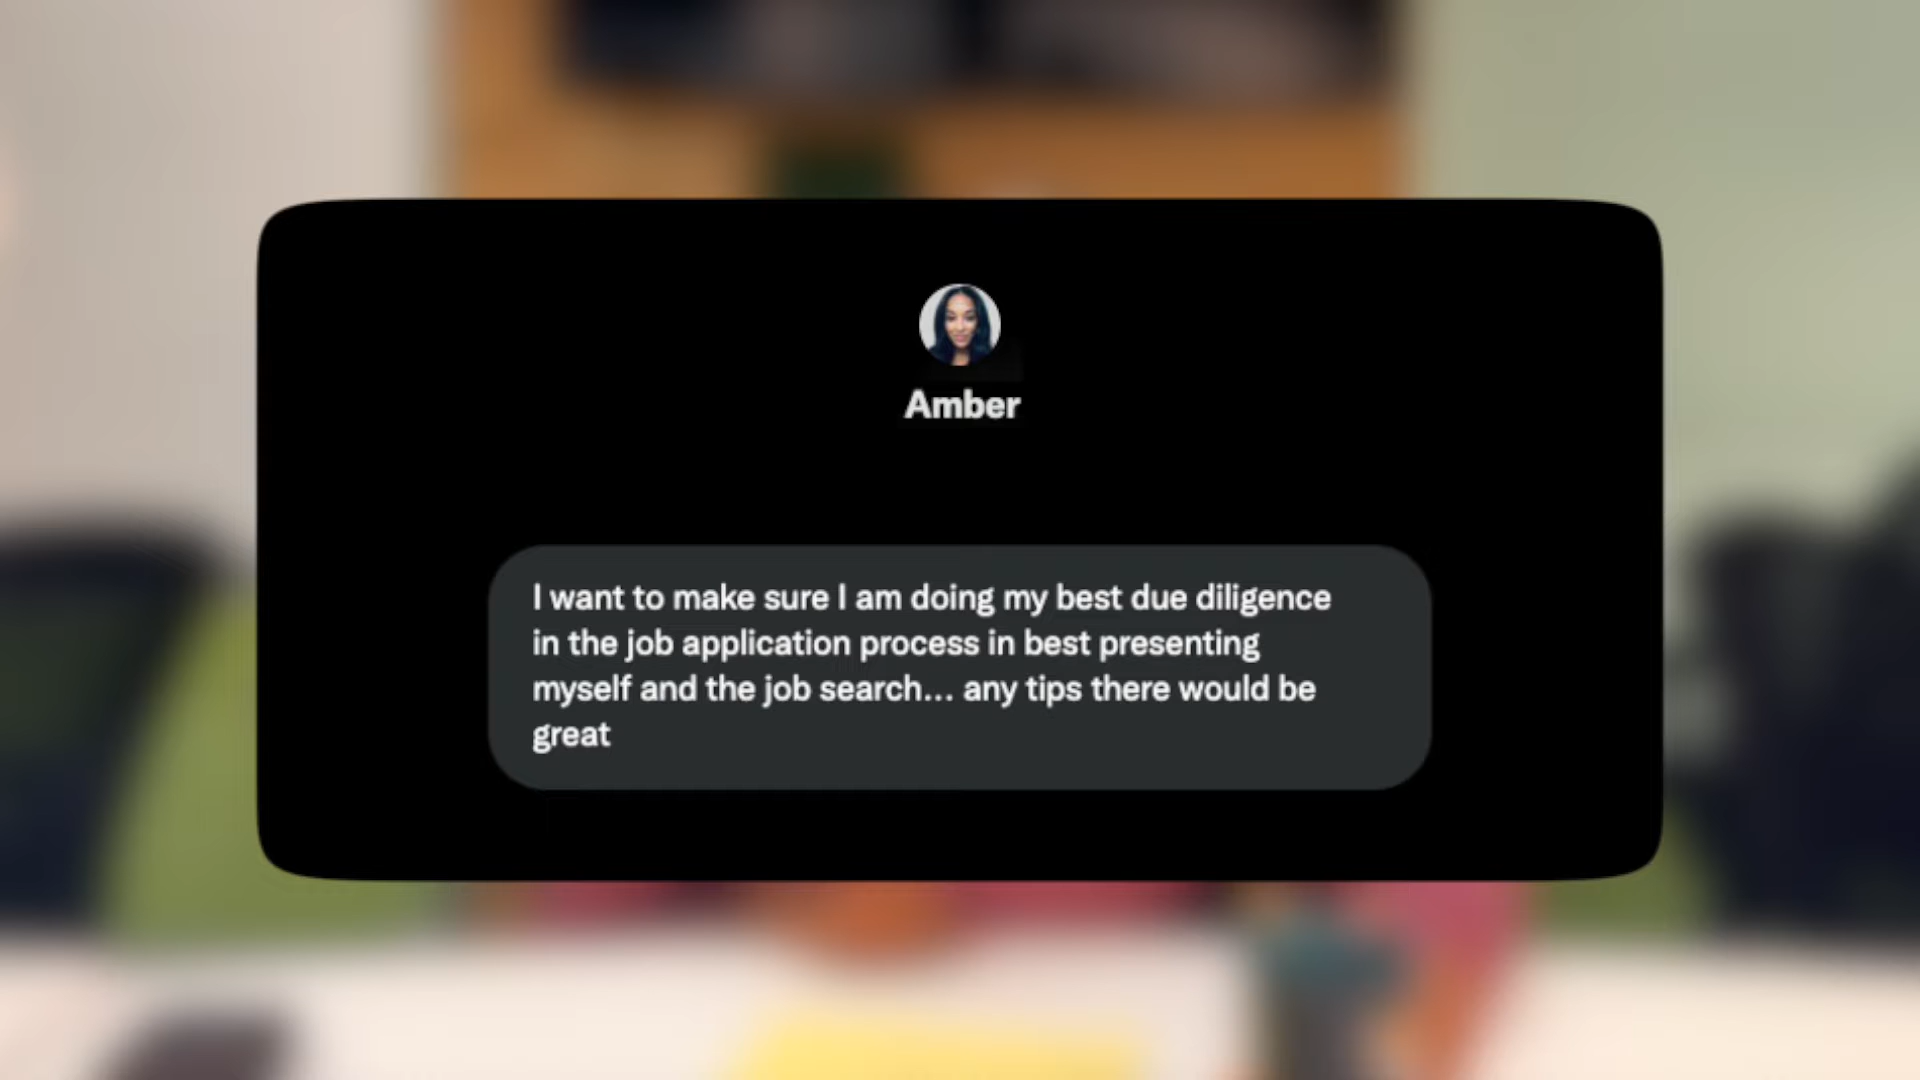 Amber
I want to make sure I am doing my best due diligence
in the job application process in best presenting
myself and the job search... any tips there would be
great